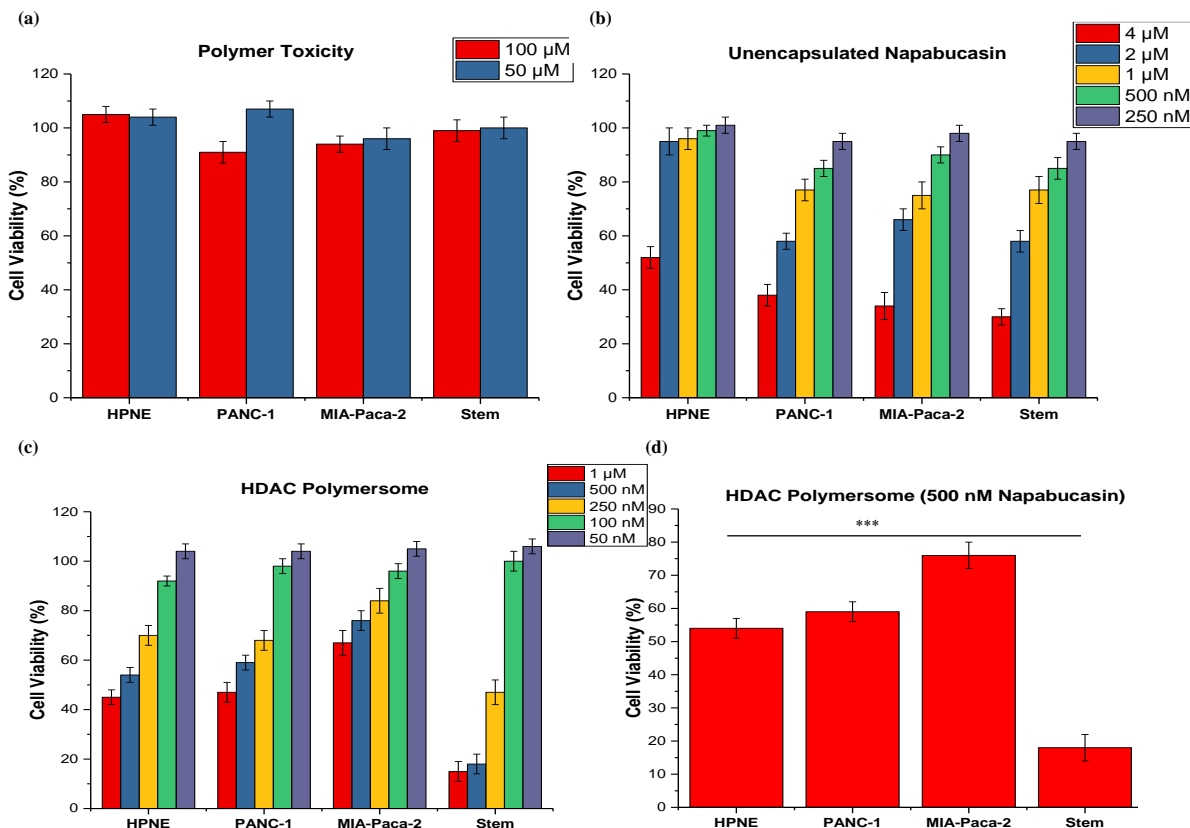 (a)
Polymer Toxicity
100 µM
50 µM
Cell Viability (%)
120
100
80
60
40
20
0
HPNE PANC-1 MIA-Paca-2 Stem
(b)
Unencapsulated Napabucasin
4 µM
2 µM
1 µM
500 nM
250 nM
Cell Viability (%)
120
100
80
60
40
20
0
HPNE PANC-1 MIA-Paca-2 Stem
(c)
HDAC Polymersome
1 µM
500 nM
250 nM
100 nM
50 nM
Cell Viability (%)
120
100
80
60
40
20
0
HPNE PANC-1 MIA-Paca-2 Stem
(d)
HDAC Polymersome (500 nM Napabucasin)
***
Cell Viability (%)
90
80
70
60
50
40
30
20
10
0
HPNE PANC-1 MIA-Paca-2 Stem